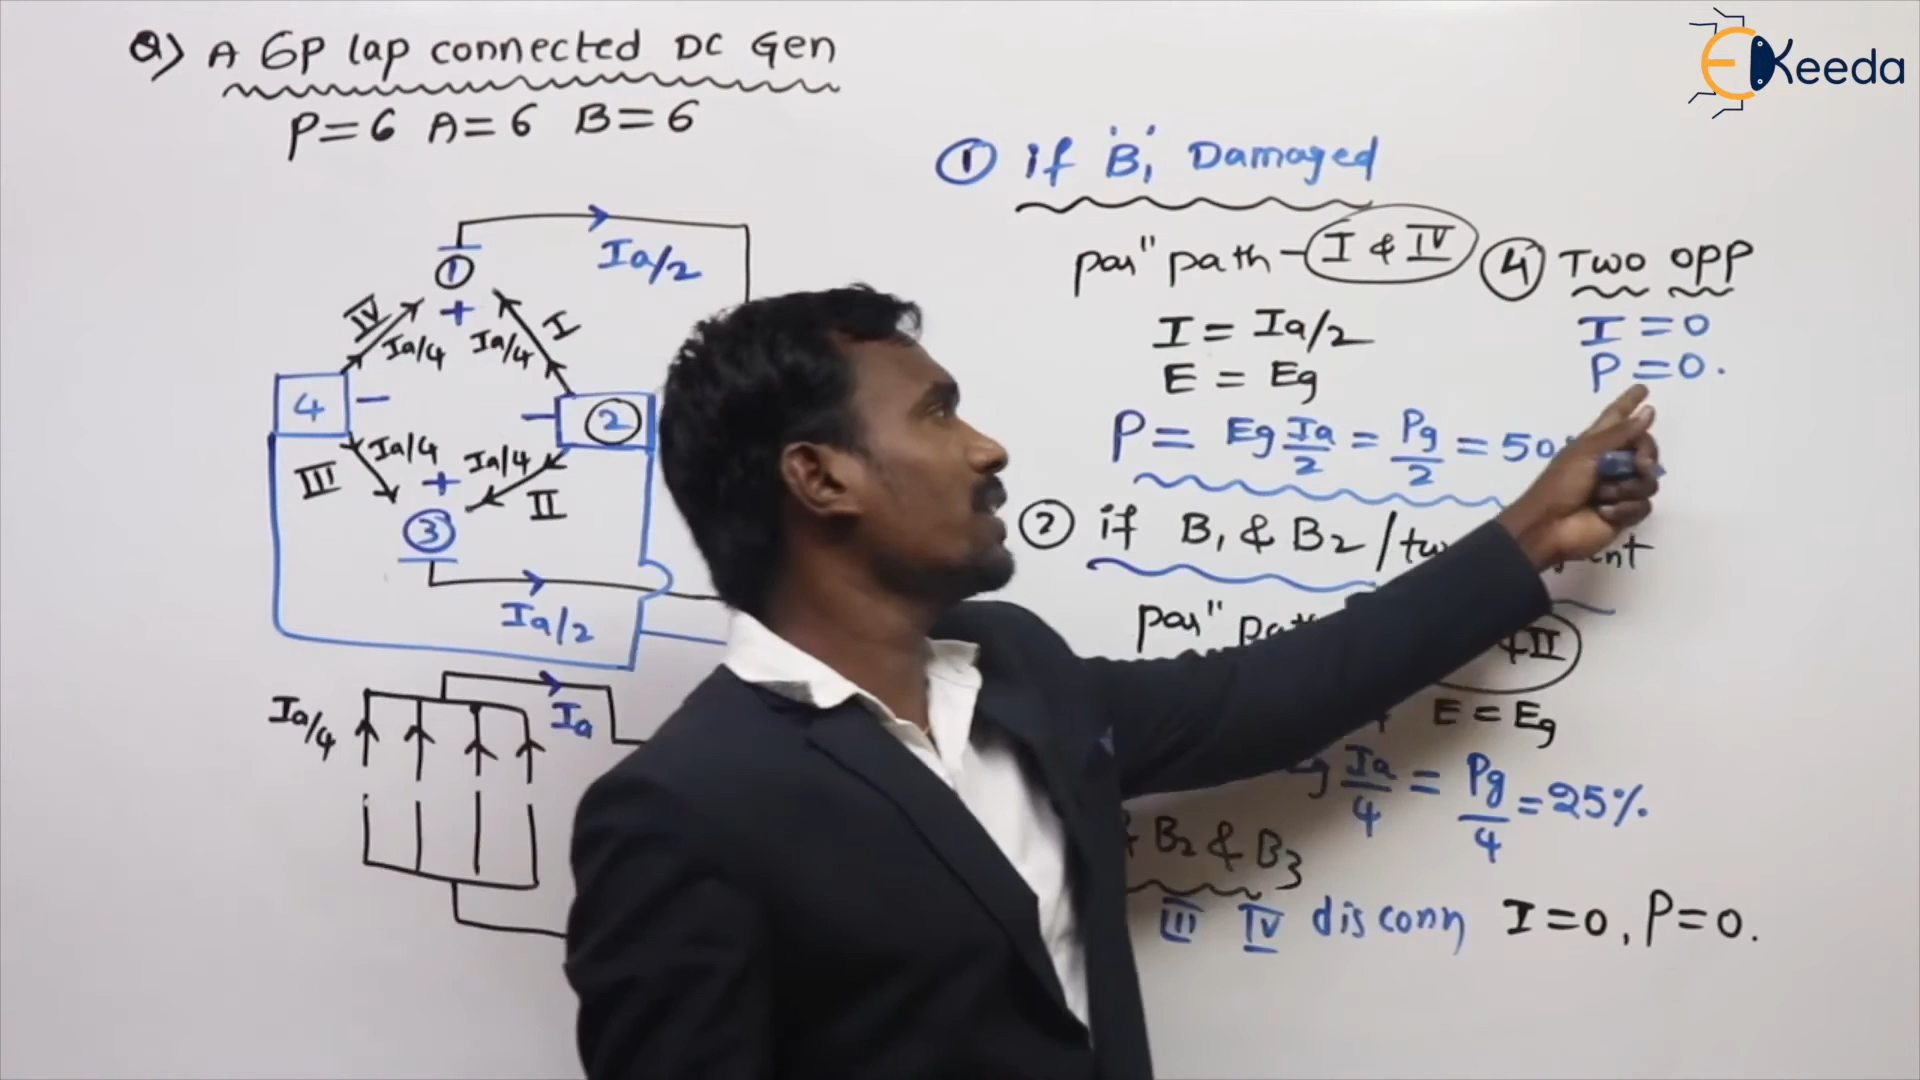 Q) A 6p lap connected DC Gen
P=6 A=6 B=6
EKeeda
① if 'B₁' Damaged
par" path - I & IV
I = Ia/2
E = Eg
P = Eg Ia/2 = Pg/2 = 50
② if B₁ & B₂ /
par"
& II
E = Eg
Ia/4 = Pg/4 = 25%
& B₂ & B₃
III IV disconn I=0, P=0.
④ Two opp
I = 0
P = 0.
Ia/2
①
+
IV
Ia/4
Ia/4
I
4
−
−
②
III
Ia/4
Ia/4
II
+
③
Ia/2
Ia/4
Ia